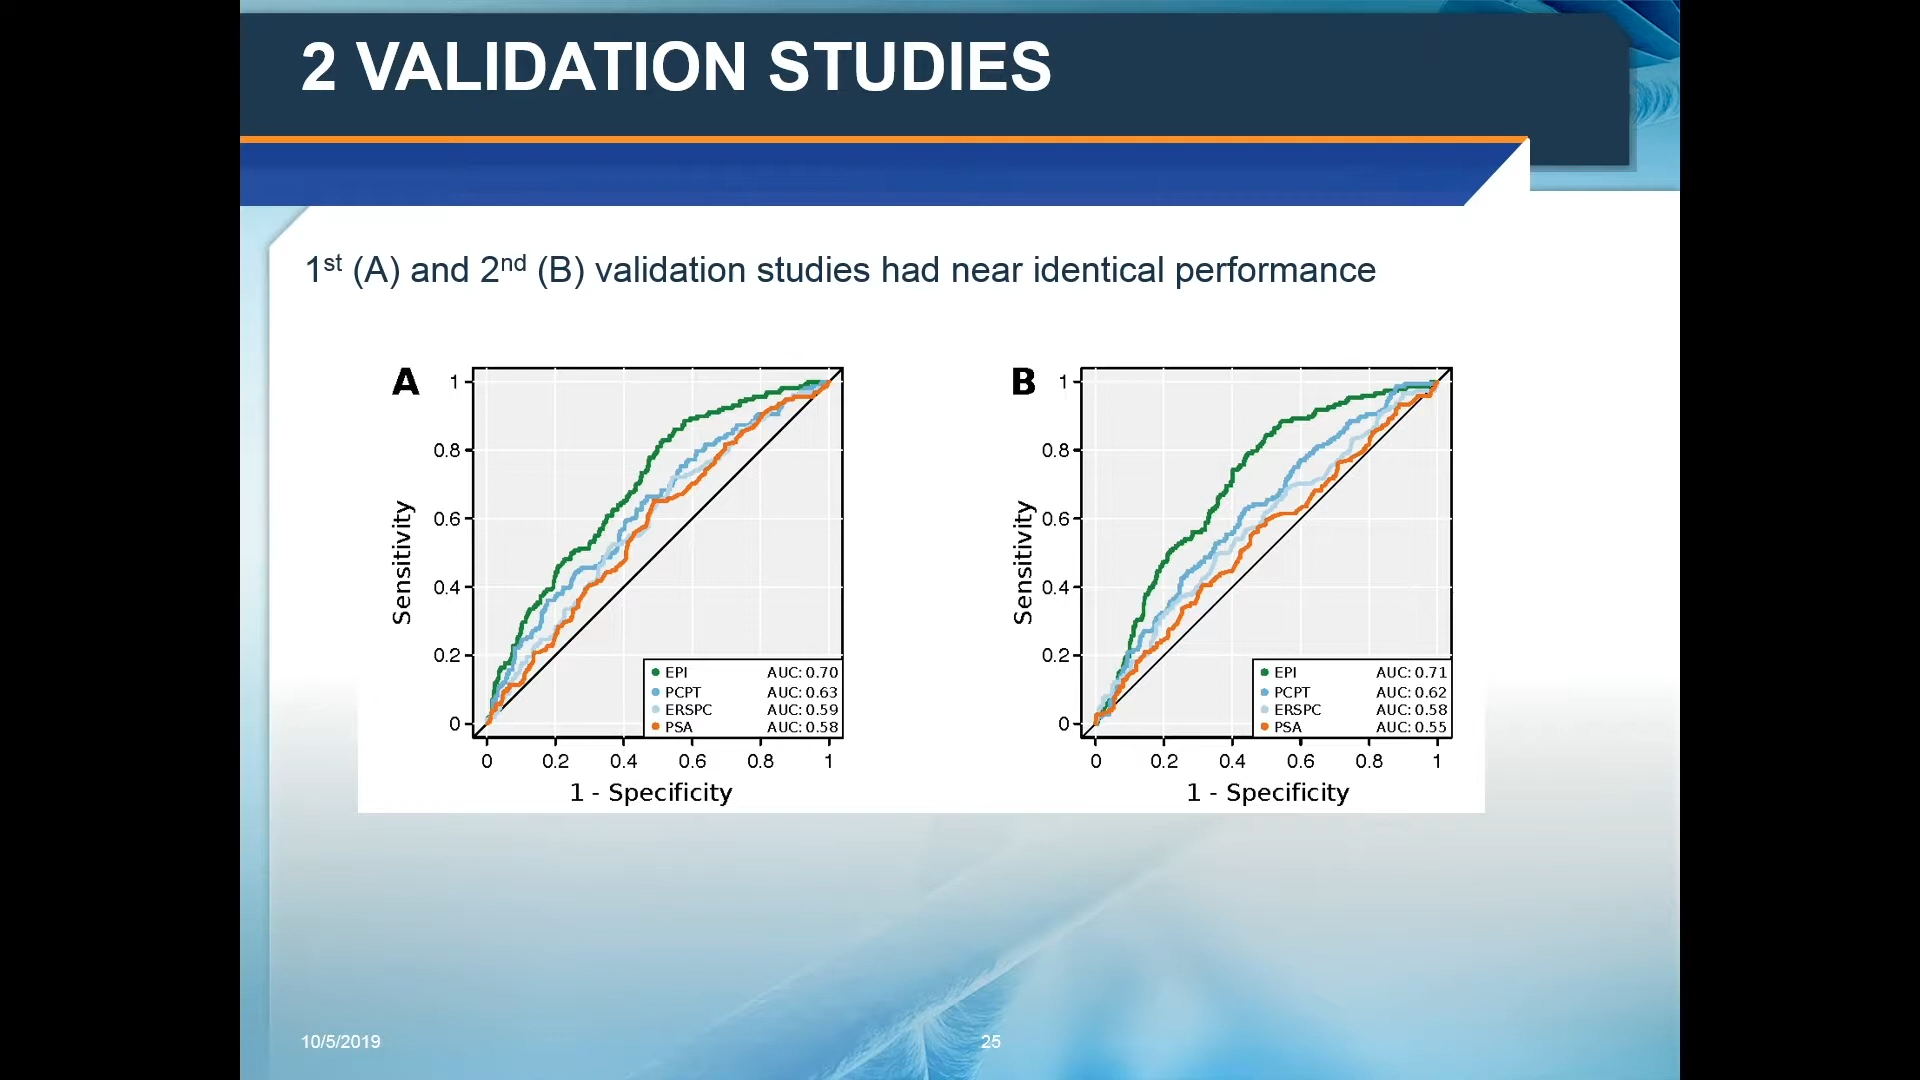 2 VALIDATION STUDIES
1st (A) and 2nd (B) validation studies had near identical performance
A
1
0.8
0.6
0.4
0.2
0
Sensitivity
EPI AUC: 0.70
PCPT AUC: 0.63
ERSPC AUC: 0.59
PSA AUC: 0.58
0 0.2 0.4 0.6 0.8 1
1 - Specificity
B
1
0.8
0.6
0.4
0.2
0
Sensitivity
EPI AUC: 0.71
PCPT AUC: 0.62
ERSPC AUC: 0.58
PSA AUC: 0.55
0 0.2 0.4 0.6 0.8 1
1 - Specificity
10/5/2019
25